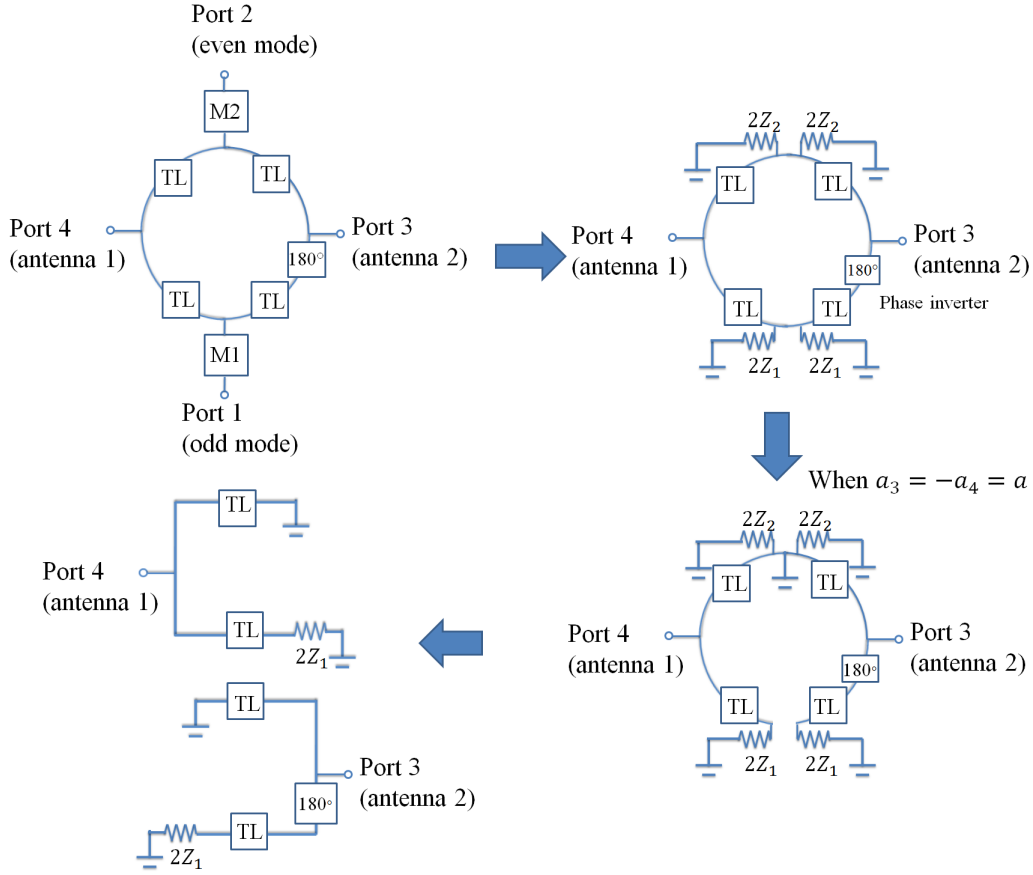 Port 2
(even mode)
M2
TL
TL
Port 4
(antenna 1)
Port 3
(antenna 2)
180°
TL
TL
M1
Port 1
(odd mode)
2Z₂
2Z₂
TL
TL
Port 4
(antenna 1)
Port 3
(antenna 2)
180°
Phase inverter
TL
TL
2Z₁
2Z₁
When a₃ = −a₄ = a
2Z₂
2Z₂
TL
TL
Port 4
(antenna 1)
Port 3
(antenna 2)
180°
TL
TL
2Z₁
2Z₁
TL
Port 4
(antenna 1)
TL
2Z₁
TL
Port 3
(antenna 2)
180°
TL
2Z₁